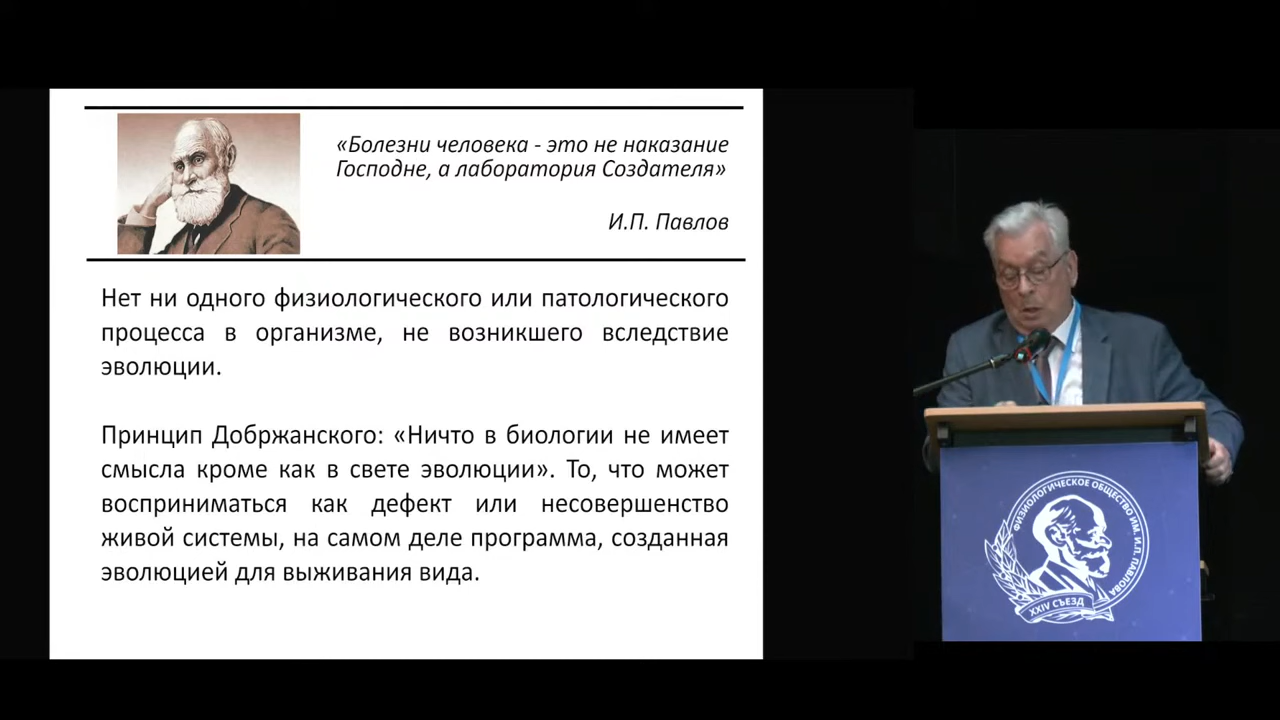 «Болезни человека - это не наказание
Господне, а лаборатория Создателя»
И.П. Павлов
Нет ни одного физиологического или патологического
процесса в организме, не возникшего вследствие
эволюции.
Принцип Добржанского: «Ничто в биологии не имеет
смысла кроме как в свете эволюции». То, что может
восприниматься как дефект или несовершенство
живой системы, на самом деле программа, созданная
эволюцией для выживания вида.
ФИЗИОЛОГИЧЕСКОЕ ОБЩЕСТВО ИМ. И.П. ПАВЛОВА
XXIV СЪЕЗД